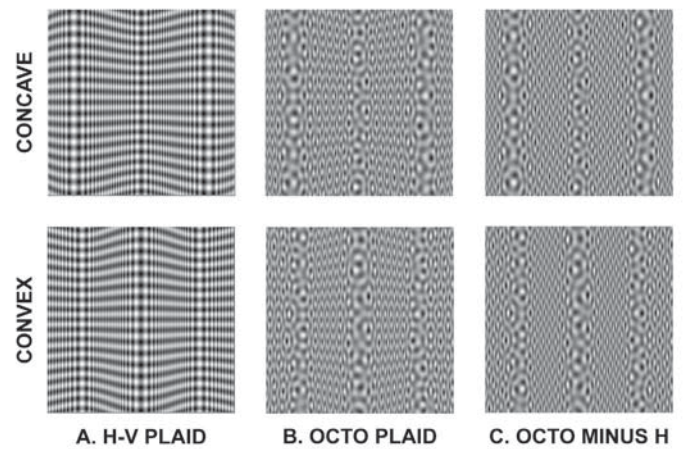 CONCAVE
CONVEX
A. H-V PLAID
B. OCTO PLAID
C. OCTO MINUS H